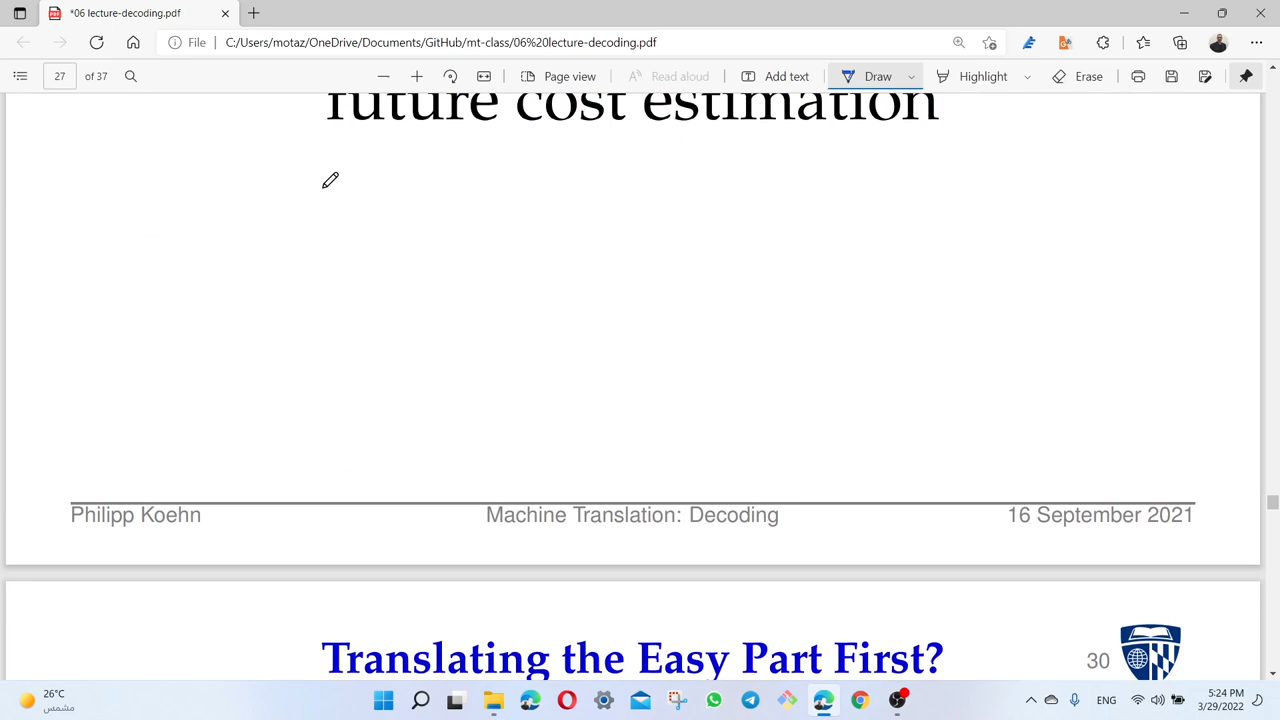 *06 lecture-decoding.pdf
File
C:/Users/motaz/OneDrive/Documents/GitHub/mt-class/06%20lecture-decoding.pdf
27 of 37
Page view
Read aloud
Add text
Draw
Highlight
Erase
future cost estimation
Philipp Koehn
Machine Translation: Decoding
16 September 2021
Translating the Easy Part First?
30
26°C
مشمس
ENG
5:24 PM
3/29/2022